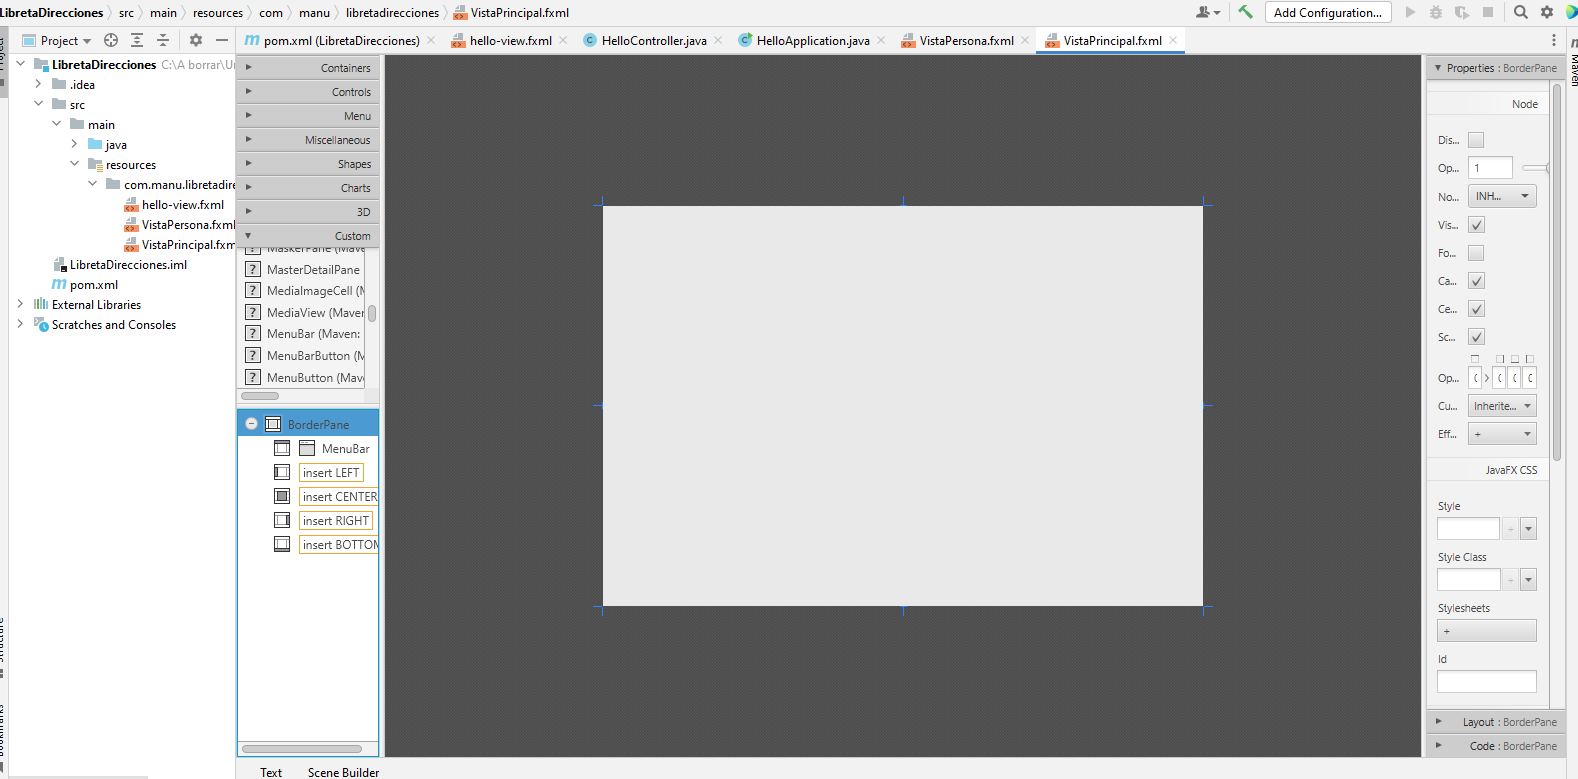 LibretaDirecciones › src › main › resources › com › manu › libretadirecciones › VistaPrincipal.fxml
Add Configuration...
Project
pom.xml (LibretaDirecciones)
hello-view.fxml
HelloController.java
HelloApplication.java
VistaPersona.fxml
VistaPrincipal.fxml
Maven
LibretaDirecciones C:\A borrar\
.idea
src
main
java
resources
com.manu.libretadire
hello-view.fxml
VistaPersona.fxml
VistaPrincipal.fxm
LibretaDirecciones.iml
pom.xml
External Libraries
Scratches and Consoles
Structure
Containers
Controls
Menu
Miscellaneous
Shapes
Charts
3D
Custom
MaskerPane (Mave
MasterDetailPane
MediaImageCell (M
MediaView (Maven
MenuBar (Maven:
MenuBarButton (M
MenuButton (Mav
BorderPane
MenuBar
insert LEFT
insert CENTER
insert RIGHT
insert BOTTOM
Text
Scene Builder
Properties : BorderPane
Node
Dis...
Op... 1
No... INH...
Vis...
Fo...
Ca...
Ce...
Sc...
Op...
Cu... Inherite...
Eff... +
JavaFX CSS
Style
Style Class
Stylesheets
+
Id
Layout : BorderPane
Code : BorderPane